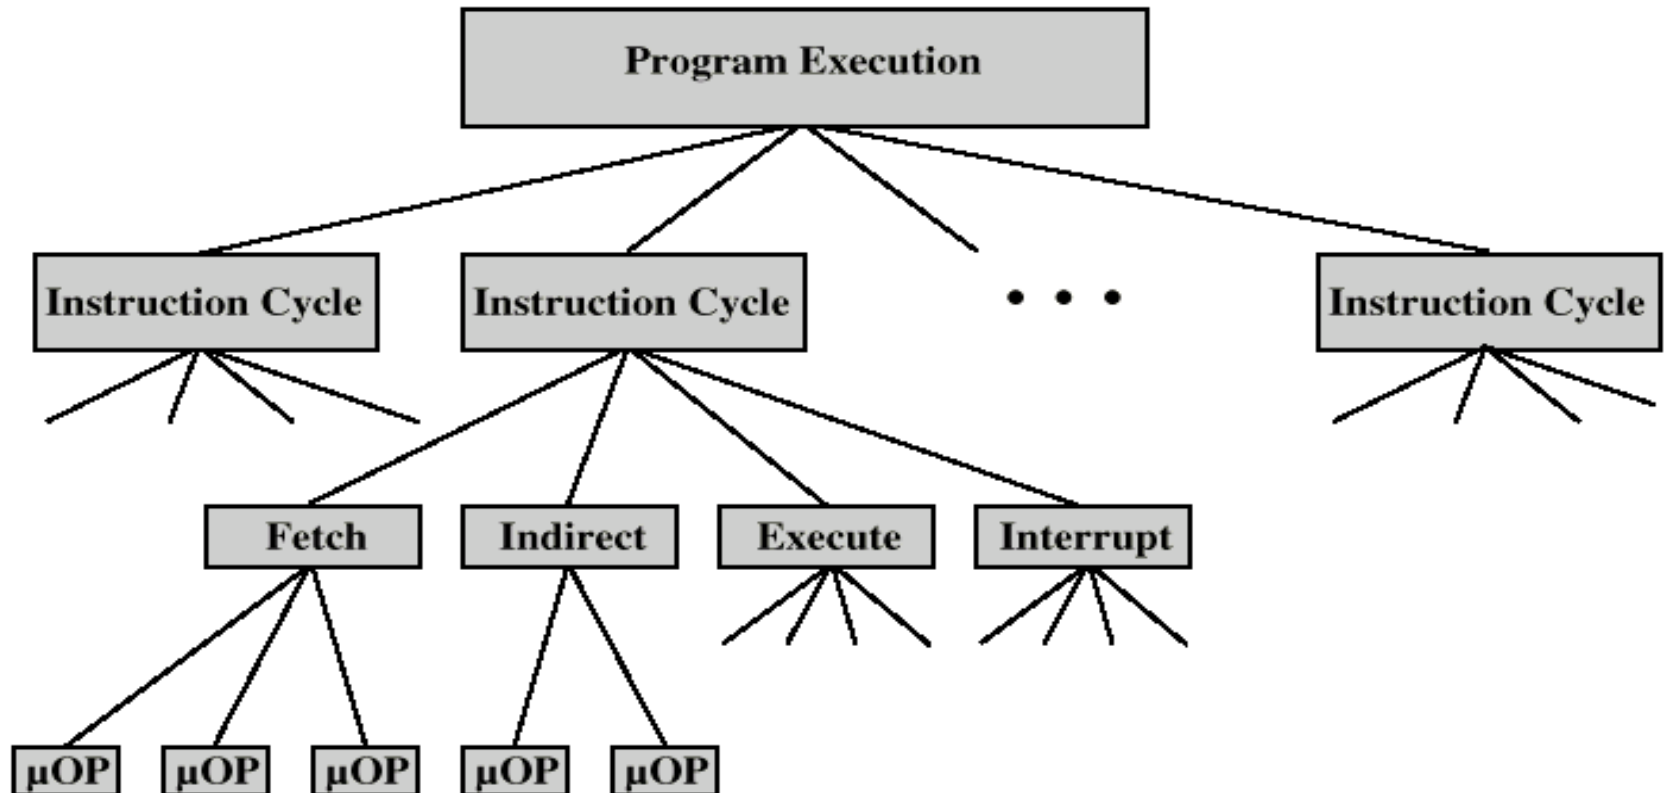 Program Execution
Instruction Cycle
Instruction Cycle
• • •
Instruction Cycle
Fetch
Indirect
Execute
Interrupt
µOP
µOP
µOP
µOP
µOP